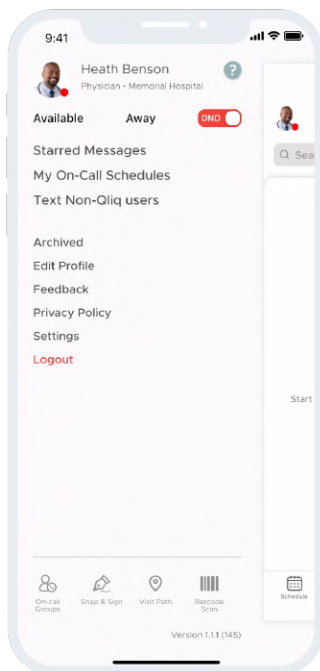 9:41
Heath Benson
?
Physician • Memorial Hospital
Available Away DND
Starred Messages
My On-Call Schedules
Text Non-Qliq users
Archived
Edit Profile
Feedback
Privacy Policy
Settings
Logout
Sea
Start
On-call Groups
Snap & Sign
Visit Path
Barcode Scan
Schedule
Version 1.1.1 (145)